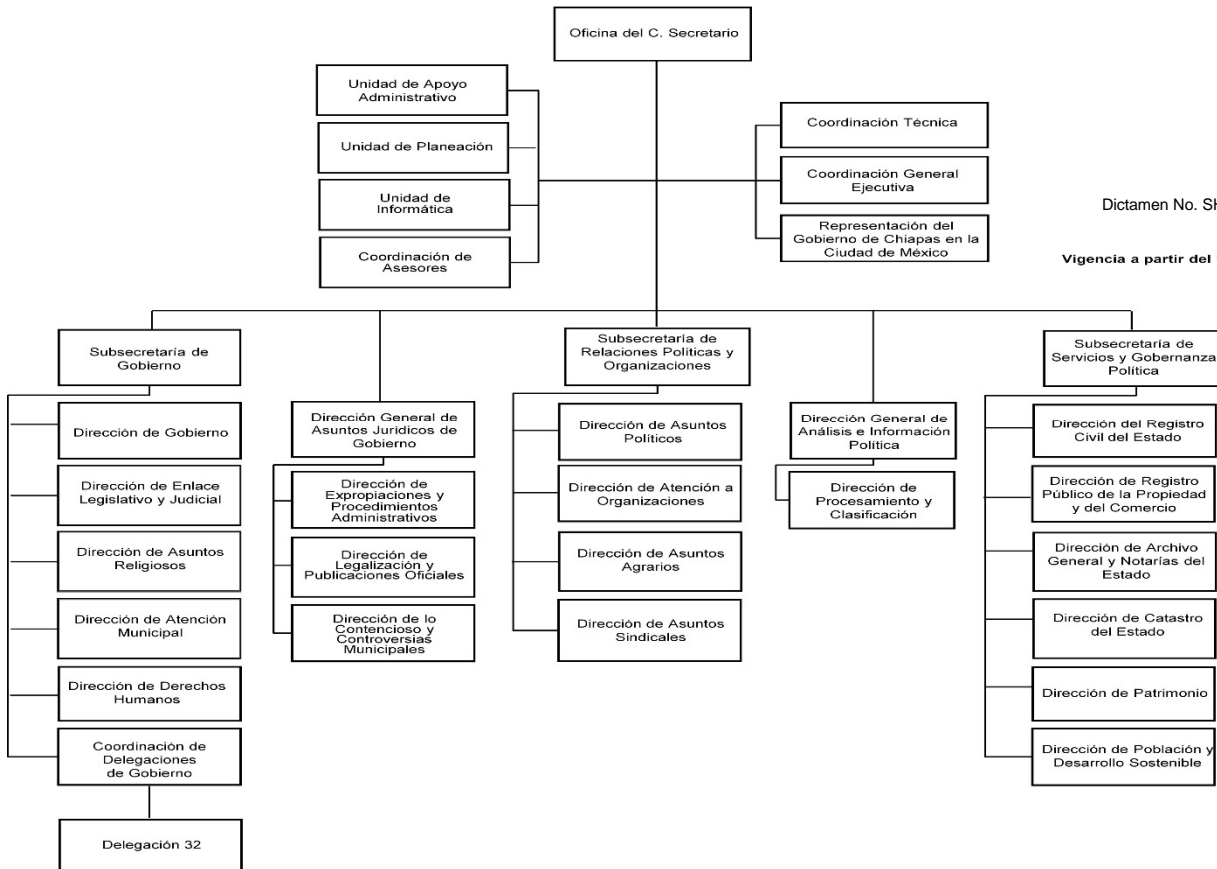 Oficina del C. Secretario
Unidad de Apoyo
Administrativo
Unidad de Planeación
Unidad de
Informática
Coordinación de
Asesores
Coordinación Técnica
Coordinación General
Ejecutiva
Representación del
Gobierno de Chiapas en la
Ciudad de México
Dictamen No. SH
Vigencia a partir del
Subsecretaría de
Gobierno
Dirección de Gobierno
Dirección de Enlace
Legislativo y Judicial
Dirección de Asuntos
Religiosos
Dirección de Atención
Municipal
Dirección de Derechos
Humanos
Coordinación de
Delegaciones
de Gobierno
Delegación 32
Dirección General de
Asuntos Jurídicos de
Gobierno
Dirección de
Expropiaciones y
Procedimientos
Administrativos
Dirección de
Legalización y
Publicaciones Oficiales
Dirección de lo
Contencioso y
Controversias
Municipales
Subsecretaría de
Relaciones Políticas y
Organizaciones
Dirección de Asuntos
Políticos
Dirección de Atención a
Organizaciones
Dirección de Asuntos
Agrarios
Dirección de Asuntos
Sindicales
Dirección General de
Análisis e Información
Política
Dirección de
Procesamiento y
Clasificación
Subsecretaría de
Servicios y Gobernanza
Política
Dirección del Registro
Civil del Estado
Dirección de Registro
Público de la Propiedad
y del Comercio
Dirección de Archivo
General y Notarías del
Estado
Dirección de Catastro
del Estado
Dirección de Patrimonio
Dirección de Población y
Desarrollo Sostenible